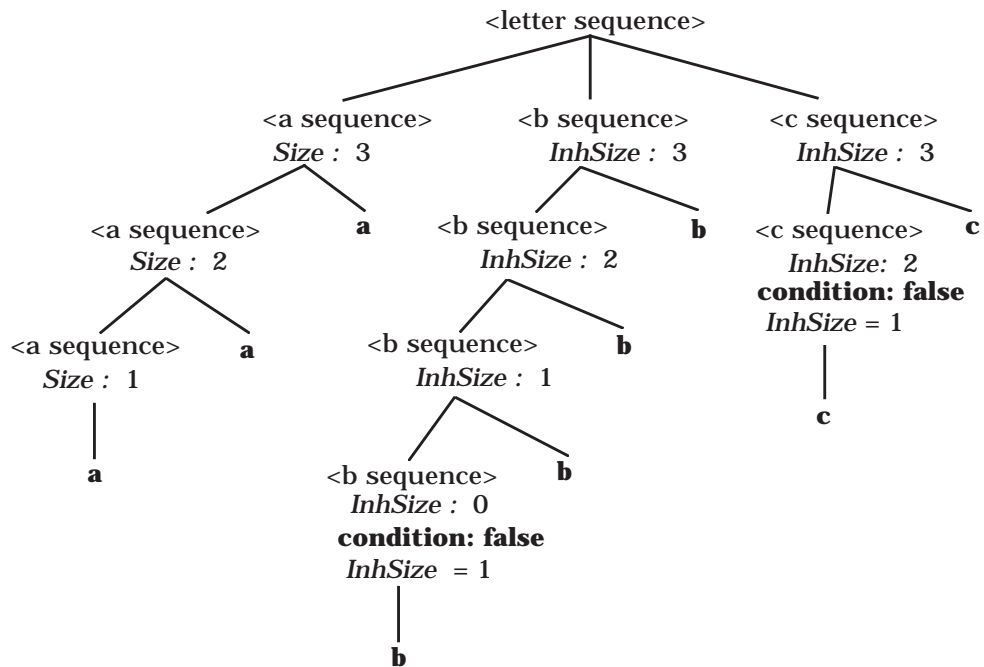 <letter sequence>
<a sequence> <b sequence> <c sequence>
Size : 3 InhSize : 3 InhSize : 3
<a sequence> a <b sequence> b <c sequence> c
Size : 2 InhSize : 2 InhSize: 2
condition: false
<a sequence> a <b sequence> b InhSize = 1
Size : 1 InhSize : 1
c
a <b sequence> b
InhSize : 0
condition: false
InhSize = 1
b